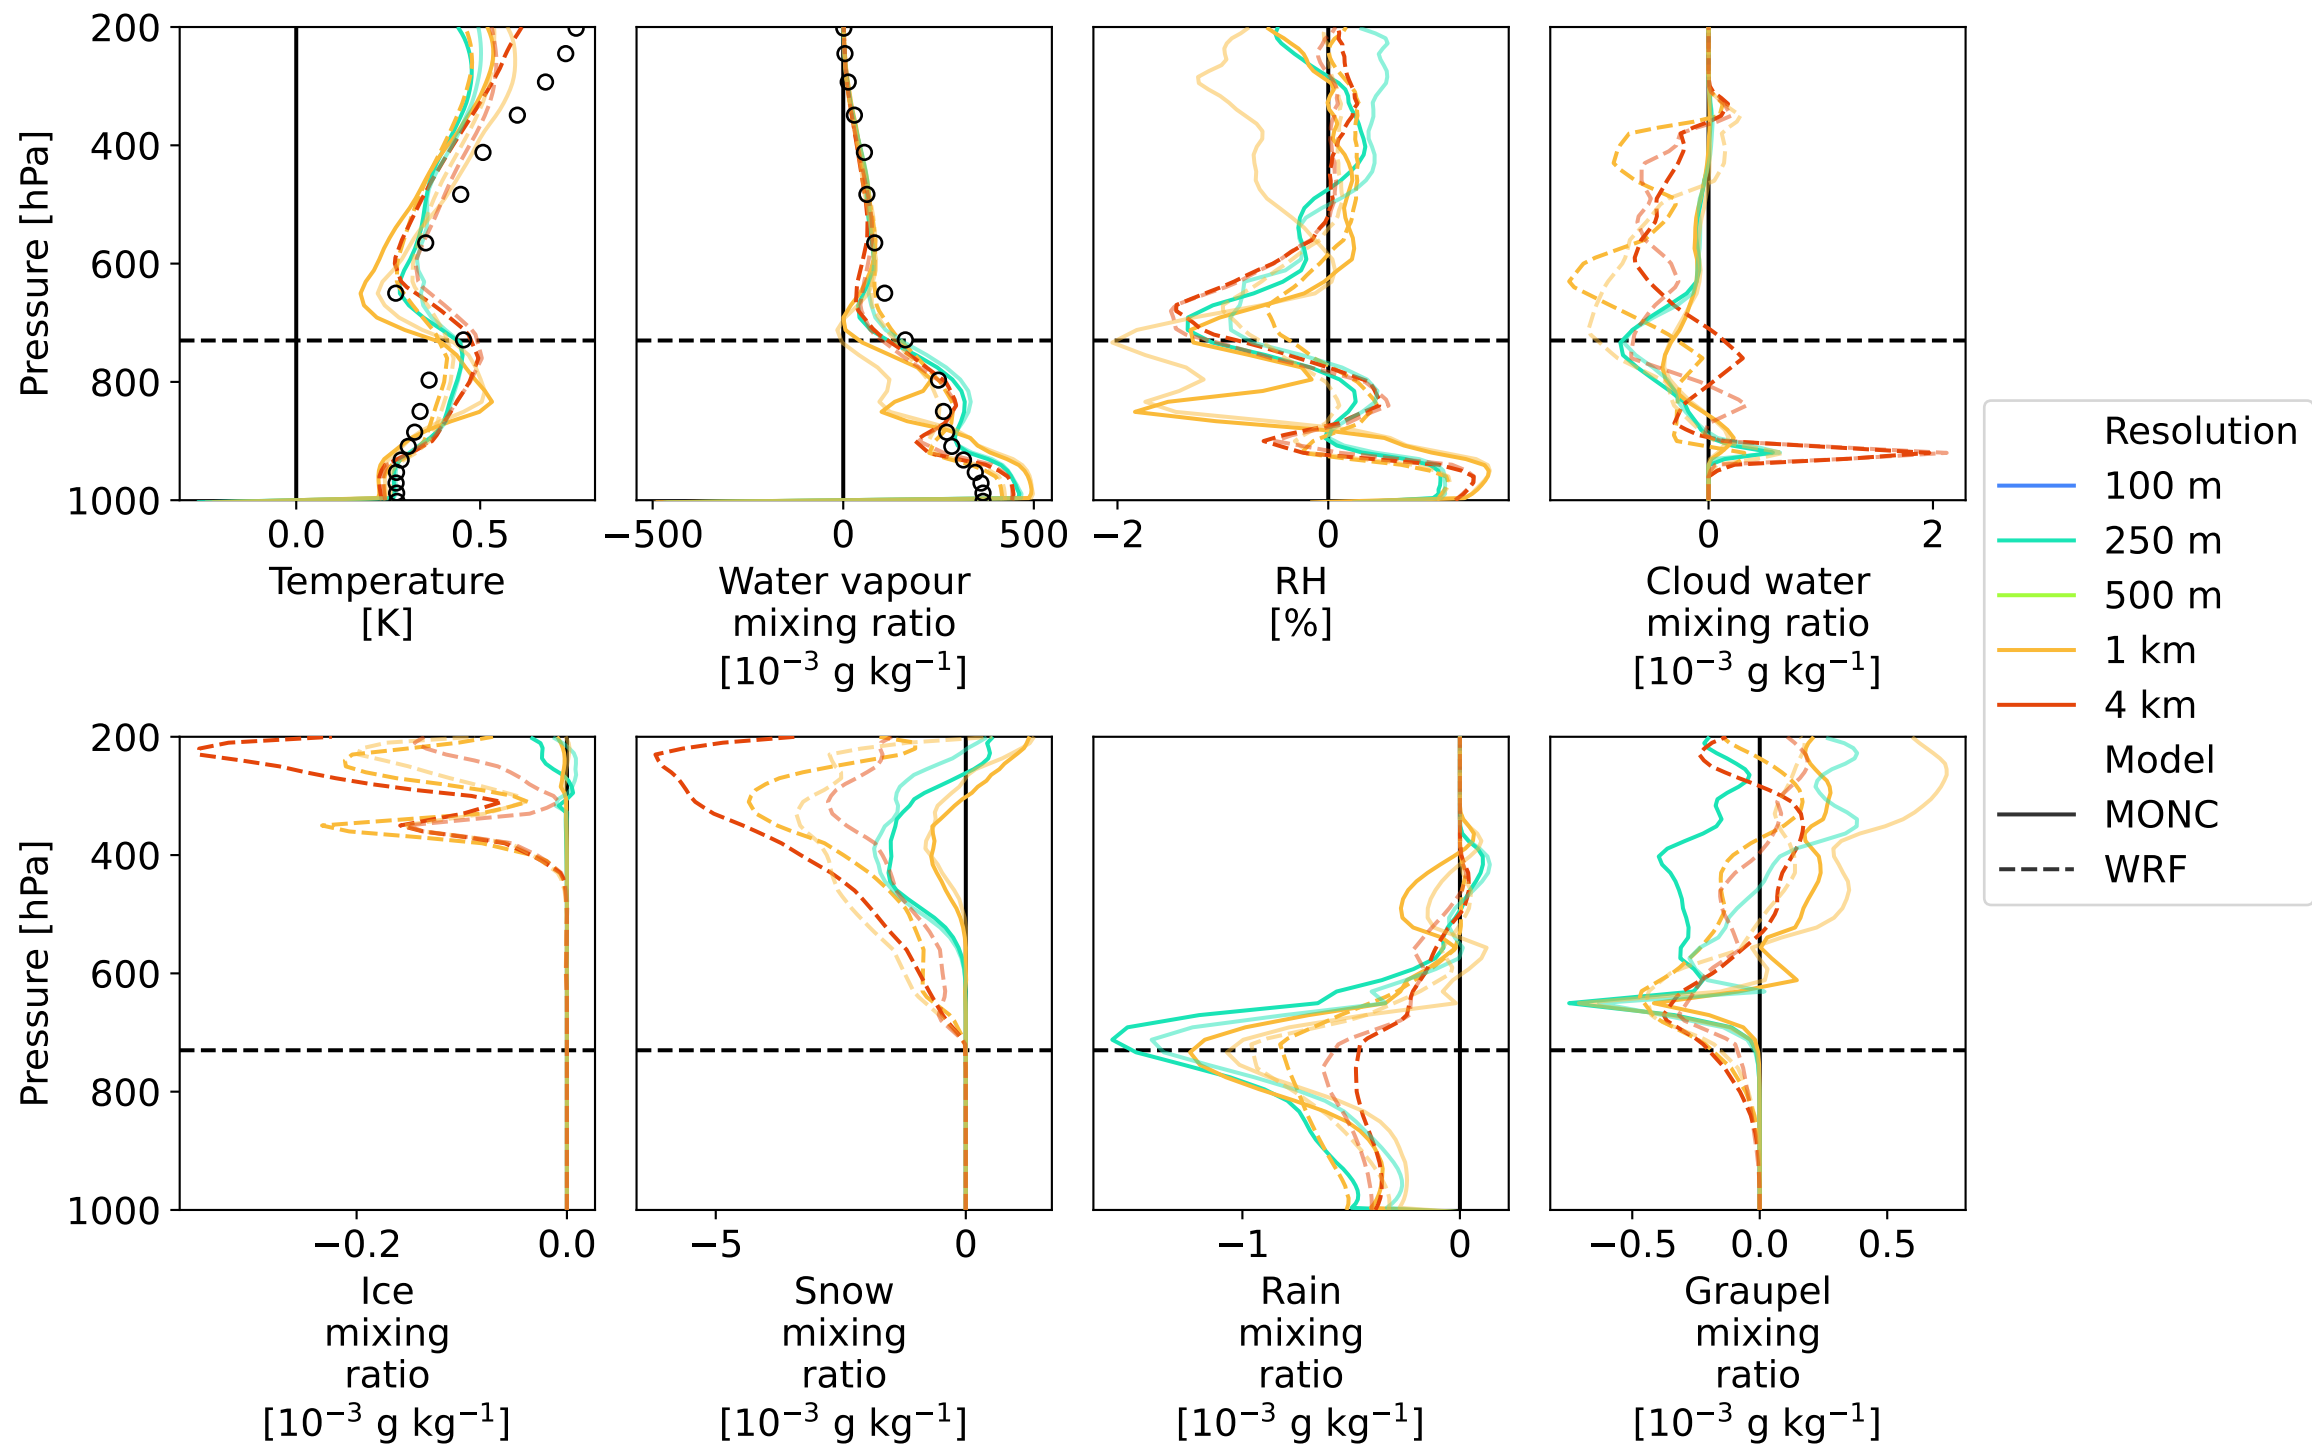 200
400
600
800
1000
Pressure [hPa]
0.0 0.5
Temperature
[K]
−500 0 500
Water vapour
mixing ratio
[10⁻³ g kg⁻¹]
−2 0
RH
[%]
0 2
Cloud water
mixing ratio
[10⁻³ g kg⁻¹]
Resolution
100 m
250 m
500 m
1 km
4 km
Model
MONC
WRF
200
400
600
800
1000
Pressure [hPa]
−0.2 0.0
Ice
mixing
ratio
[10⁻³ g kg⁻¹]
−5 0
Snow
mixing
ratio
[10⁻³ g kg⁻¹]
−1 0
Rain
mixing
ratio
[10⁻³ g kg⁻¹]
−0.5 0.0 0.5
Graupel
mixing
ratio
[10⁻³ g kg⁻¹]